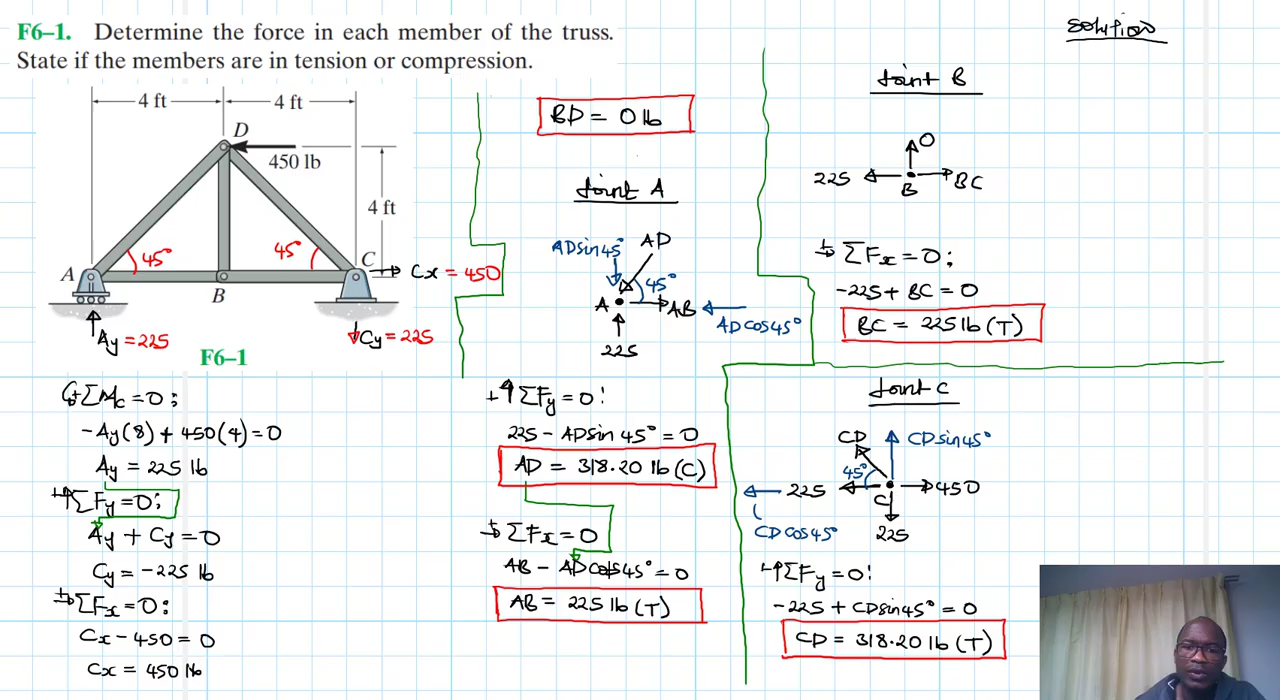 F6–1. Determine the force in each member of the truss.
State if the members are in tension or compression.
4 ft
4 ft
D
450 lb
4 ft
45°
45°
A
B
C
Cx = 450
Ay = 225
Cy = 225
F6–1
↺+ΣMc = 0;
-Ay(8) + 450(4) = 0
Ay = 225 lb
+↑ΣFy = 0;
Ay + Cy = 0
Cy = -225 lb
+→ΣFx = 0:
Cx - 450 = 0
Cx = 450 lb
BD = 0 lb
Joint A
ADsin45°
AD
45°
A
AB
ADcos45°
225
+↑ΣFy = 0:
225 - ADsin 45° = 0
AD = 318.20 lb (C)
+→ΣFx = 0
AB - ADcos45° = 0
AB = 225 lb (T)
solution
Joint B
0
225
B
BC
+→ΣFx = 0;
-225 + BC = 0
BC = 225 lb (T)
Joint C
CD
CDsin45°
45°
225
C
450
CDcos45°
225
+↑ΣFy = 0:
-225 + CDsin45° = 0
CD = 318.20 lb (T)